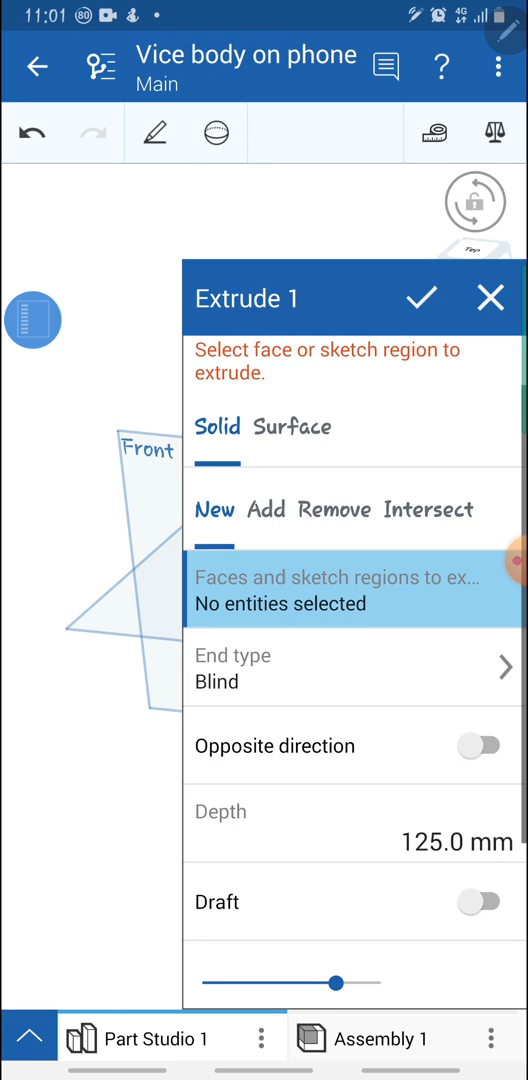 11:01 80 4G
Vice body on phone
Main
?
Top
Extrude 1
Select face or sketch region to
extrude.
Solid Surface
Front
New Add Remove Intersect
Faces and sketch regions to ex...
No entities selected
End type
Blind
Opposite direction
Depth
125.0 mm
Draft
Part Studio 1
Assembly 1